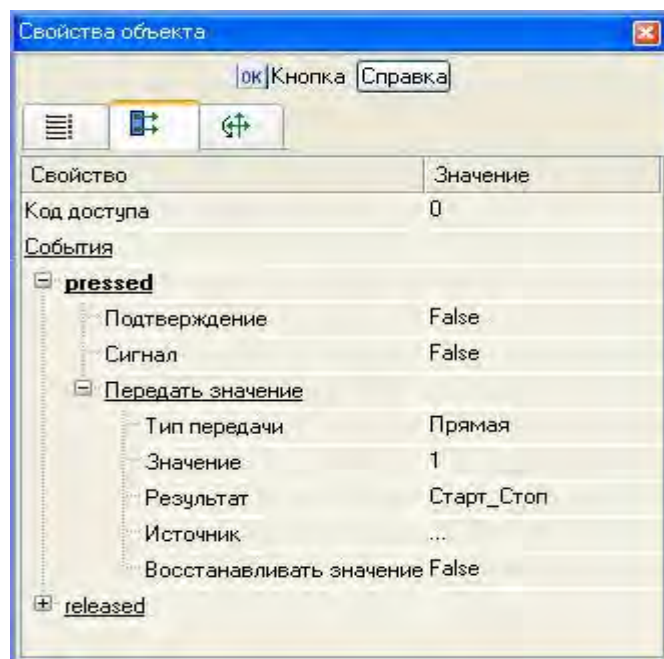 Свойства объекта
ок Кнопка Справка
Свойство Значение
Код доступа 0
События
pressed
Подтверждение False
Сигнал False
Передать значение
Тип передачи Прямая
Значение 1
Результат Старт_Стоп
Источник ...
Восстанавливать значение False
released